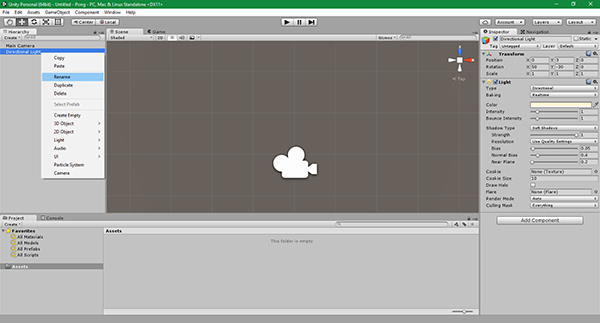 Unity Personal (64bit) - Untitled - Pong - PC, Mac & Linux Standalone <DX11>
File Edit Assets GameObject Component Window Help
Center Local Account Layers Layout
Hierarchy
Create
Main Camera
Directional Light
Copy
Paste
Rename
Duplicate
Delete
Select Prefab
Create Empty
3D Object
2D Object
Light
Audio
UI
Particle System
Camera
Scene Game
Shaded 2D Gizmos
Top
Inspector Navigation
Directional Light Static
Tag Untagged Layer Default
Transform
Position X 0 Y 3 Z 0
Rotation X 50 Y -30 Z 0
Scale X 1 Y 1 Z 1
Light
Type Directional
Baking Realtime
Color
Intensity 1
Bounce Intensity 1
Shadow Type Soft Shadows
Strength 1
Resolution Use Quality Settings
Bias 0.05
Normal Bias 0.4
Near Plane 0.2
Cookie None (Texture)
Cookie Size 10
Draw Halo
Flare None (Flare)
Render Mode Auto
Culling Mask Everything
Add Component
Project Console
Create
Favorites
All Materials
All Models
All Prefabs
All Scripts
Assets
Assets
This folder is empty